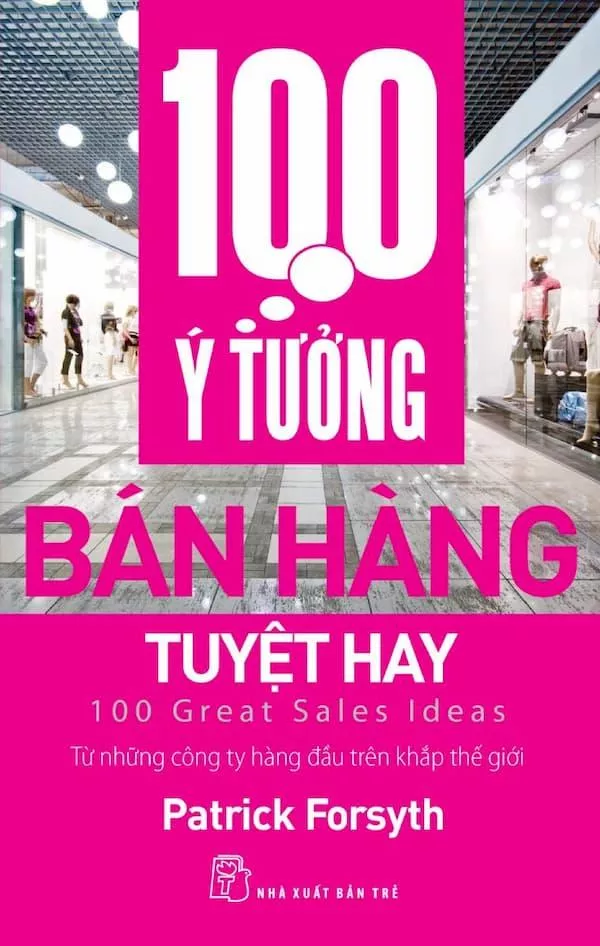 100
Ý TƯỞNG
BÁN HÀNG
TUYỆT HAY
100 Great Sales Ideas
Từ những công ty hàng đầu trên khắp thế giới
Patrick Forsyth
T
NHÀ XUẤT BẢN TRẺ